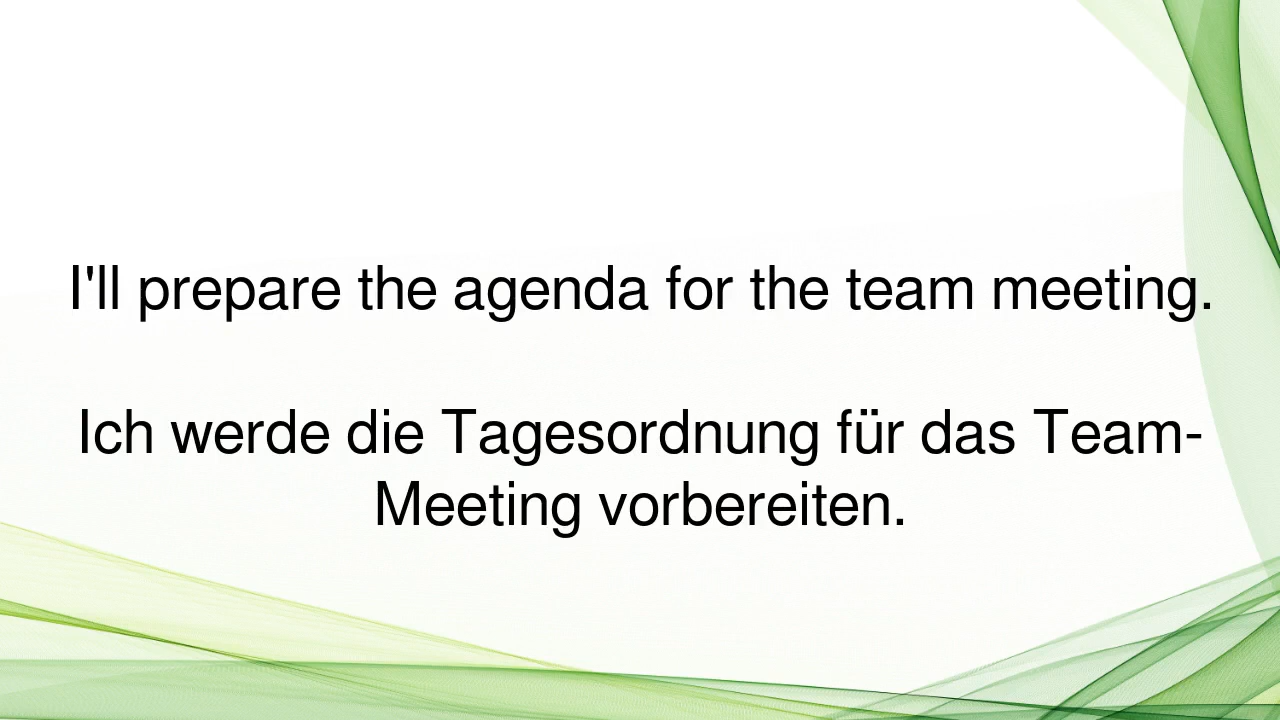 I'll prepare the agenda for the team meeting.
Ich werde die Tagesordnung für das Team-
Meeting vorbereiten.